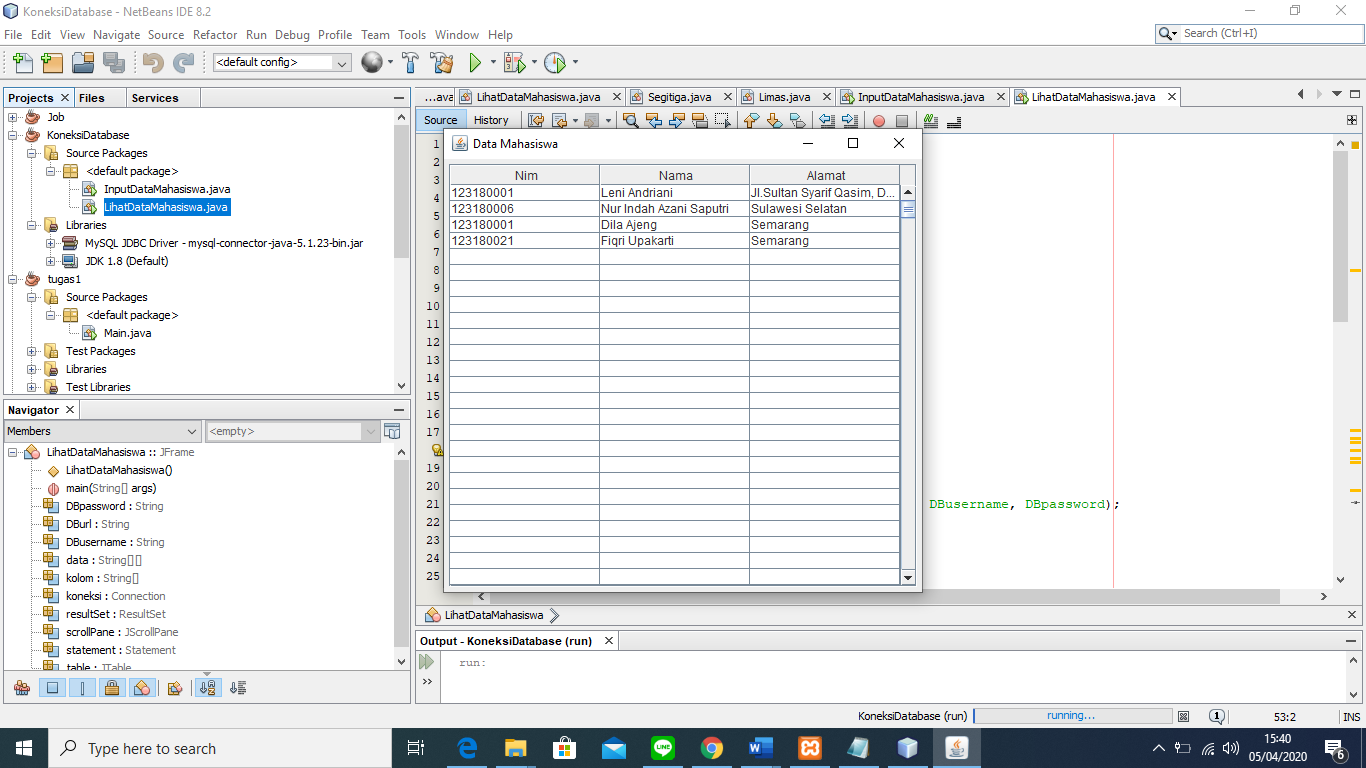 KoneksiDatabase - NetBeans IDE 8.2
File Edit View Navigate Source Refactor Run Debug Profile Team Tools Window Help
Search (Ctrl+I)
<default config>
Projects Files Services
Job
KoneksiDatabase
Source Packages
<default package>
InputDataMahasiswa.java
LihatDataMahasiswa.java
Libraries
MySQL JDBC Driver - mysql-connector-java-5.1.23-bin.jar
JDK 1.8 (Default)
tugas1
Source Packages
<default package>
Main.java
Test Packages
Libraries
Test Libraries
Navigator
Members <empty>
LihatDataMahasiswa :: JFrame
LihatDataMahasiswa()
main(String[] args)
DBpassword : String
DBurl : String
DBusername : String
data : String[][]
kolom : String[]
koneksi : Connection
resultSet : ResultSet
scrollPane : JScrollPane
statement : Statement
table : JTable
...ava LihatDataMahasiswa.java Segitiga.java Limas.java InputDataMahasiswa.java LihatDataMahasiswa.java
Source History
1
2
3
4
5
6
7
8
9
10
11
12
13
14
15
16
17
19
20
21 DBusername, DBpassword);
22
23
24
25
Data Mahasiswa
Nim Nama Alamat
123180001 Leni Andriani Jl.Sultan Syarif Qasim, D...
123180006 Nur Indah Azani Saputri Sulawesi Selatan
123180001 Dila Ajeng Semarang
123180021 Fiqri Upakarti Semarang
LihatDataMahasiswa
Output - KoneksiDatabase (run)
run:
KoneksiDatabase (run) running... 1 53:2 INS
Type here to search
LINE
15:40
05/04/2020
6